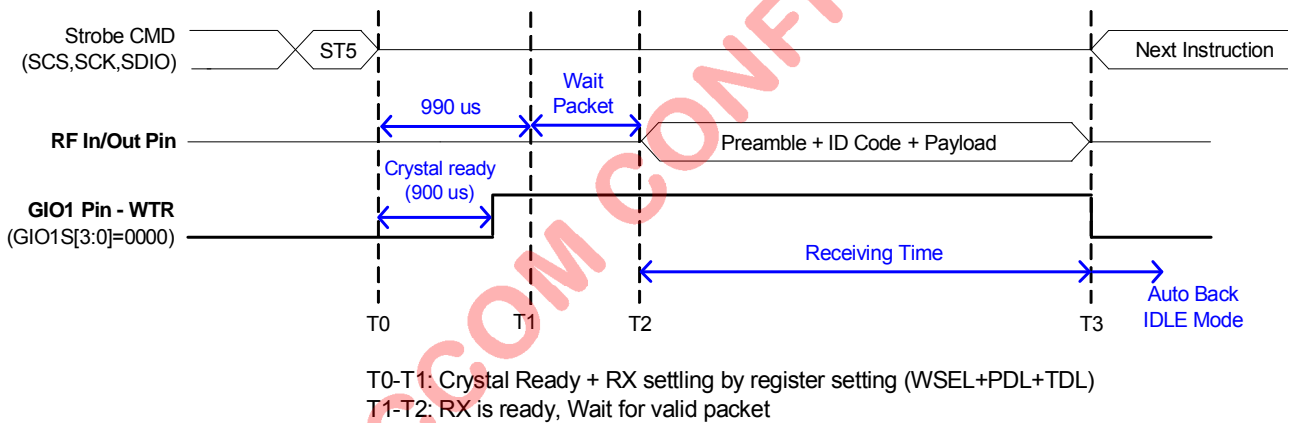 Strobe CMD
(SCS,SCK,SDIO)
ST5
Next Instruction
990 us
Wait
Packet
RF In/Out Pin
Preamble + ID Code + Payload
Crystal ready
(900 us)
GIO1 Pin - WTR
(GIO1S[3:0]=0000)
Receiving Time
Auto Back
IDLE Mode
T0
T1
T2
T3
T0-T1: Crystal Ready + RX settling by register setting (WSEL+PDL+TDL)
T1-T2: RX is ready, Wait for valid packet
CCOM CONF